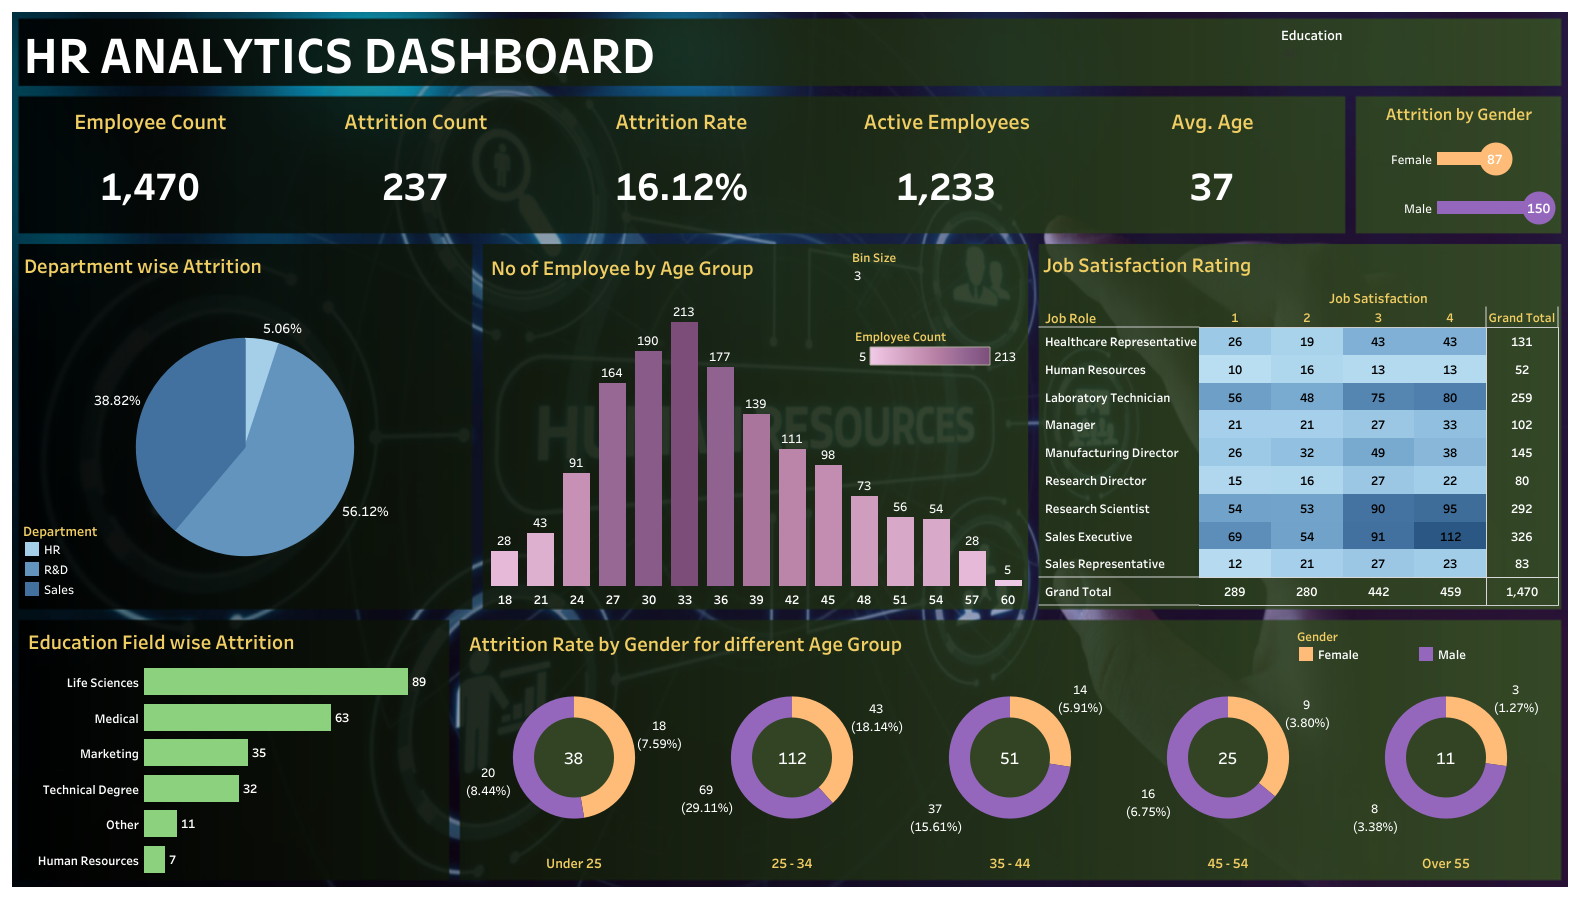 HR ANALYTICS DASHBOARD
Education
Employee Count
Attrition Count
Attrition Rate
Active Employees
Avg. Age
1,470
237
16.12%
1,233
37
Attrition by Gender
Female 87
Male 150
Department wise Attrition
5.06%
38.82%
56.12%
Department
HR
R&D
Sales
No of Employee by Age Group
Bin Size
3
Employee Count
5 213
28
43
91
164
190
213
177
139
111
98
73
56
54
28
5
18 21 24 27 30 33 36 39 42 45 48 51 54 57 60
HUMAN RESOURCES
Job Satisfaction Rating
Job Satisfaction
Job Role 1 2 3 4 Grand Total
Healthcare Representative 26 19 43 43 131
Human Resources 10 16 13 13 52
Laboratory Technician 56 48 75 80 259
Manager 21 21 27 33 102
Manufacturing Director 26 32 49 38 145
Research Director 15 16 27 22 80
Research Scientist 54 53 90 95 292
Sales Executive 69 54 91 112 326
Sales Representative 12 21 27 23 83
Grand Total 289 280 442 459 1,470
Education Field wise Attrition
Life Sciences 89
Medical 63
Marketing 35
Technical Degree 32
Other 11
Human Resources 7
Attrition Rate by Gender for different Age Group
Gender
Female Male
18
(7.59%)
38
20
(8.44%)
Under 25
43
(18.14%)
112
69
(29.11%)
25 - 34
14
(5.91%)
51
37
(15.61%)
35 - 44
9
(3.80%)
25
16
(6.75%)
45 - 54
3
(1.27%)
11
8
(3.38%)
Over 55